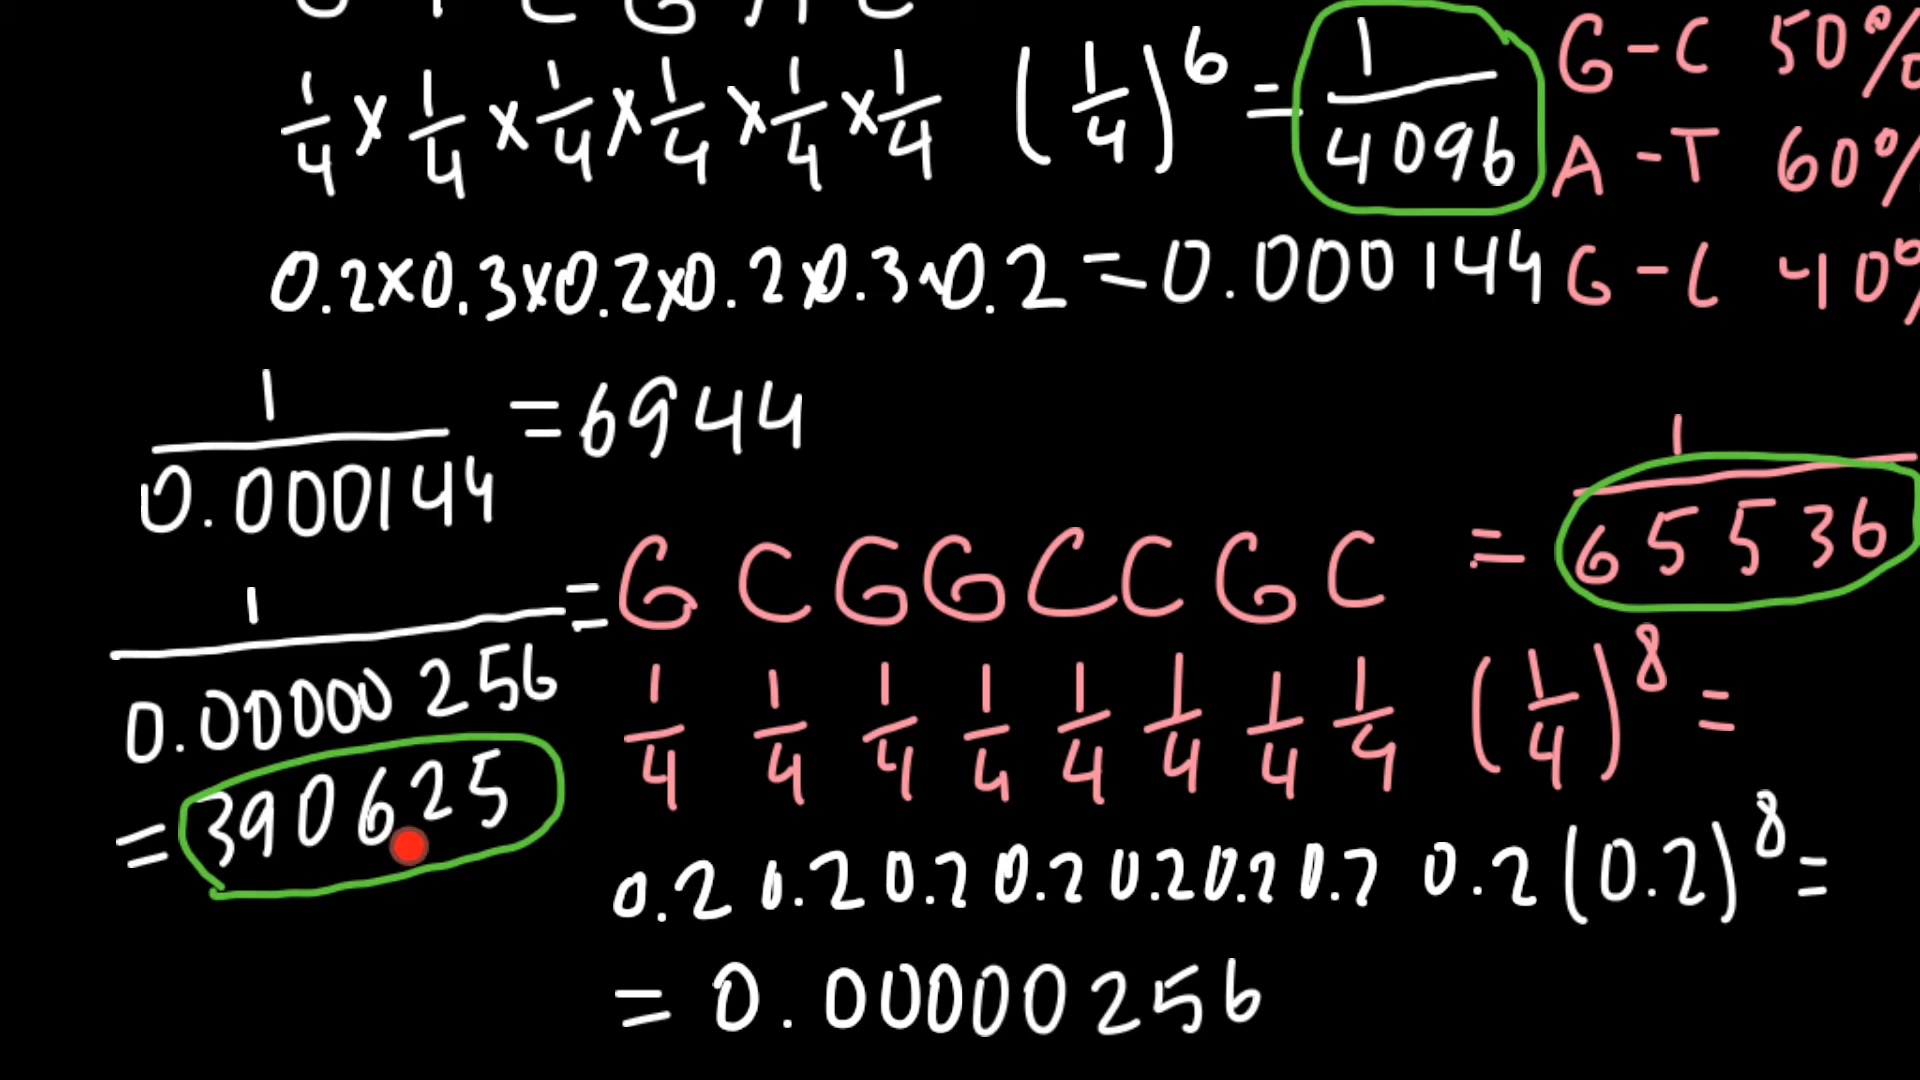 1/4 x 1/4 x 1/4 x 1/4 x 1/4 x 1/4 (1/4)^6 = 1/4096
G-C 50%
A-T 60%
0.2x0.3x0.2x0.2x0.3x0.2 = 0.000144
G-C 40%
1/0.000144 = 6944
1/0.00000256 =
= 390625
G C G G C C G C = 1/65536
1/4 1/4 1/4 1/4 1/4 1/4 1/4 1/4 (1/4)^8 =
0.2 0.2 0.2 0.2 0.2 0.2 0.2 0.2 (0.2)^8 =
= 0.00000256